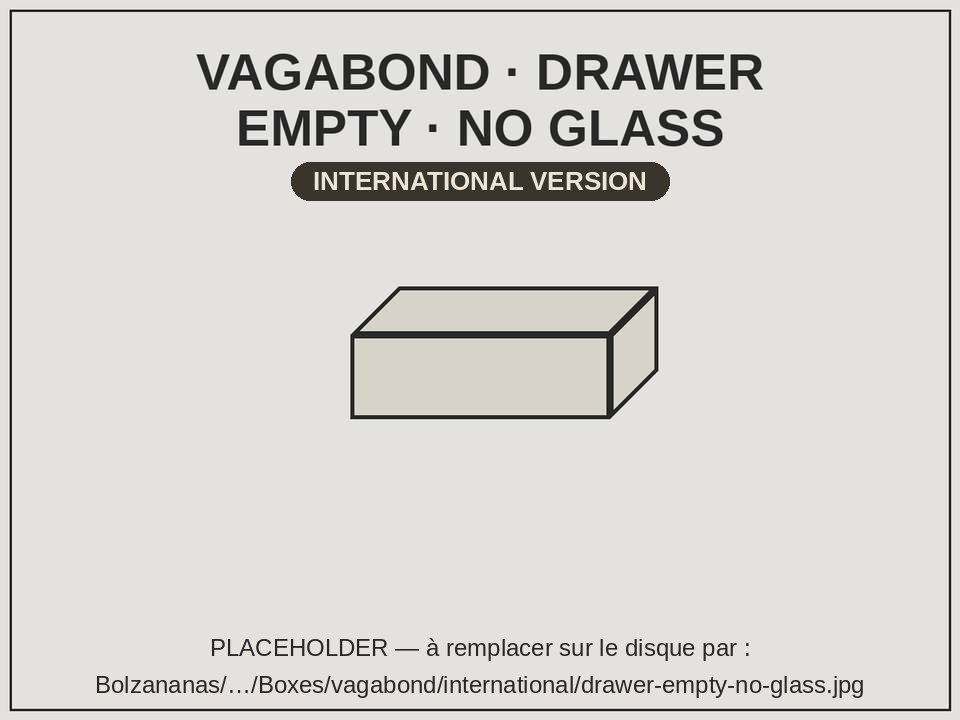 VAGABOND · DRAWER
EMPTY · NO GLASS
INTERNATIONAL VERSION
PLACEHOLDER — à remplacer sur le disque par :
Bolzananas/…/Boxes/vagabond/international/drawer-empty-no-glass.jpg